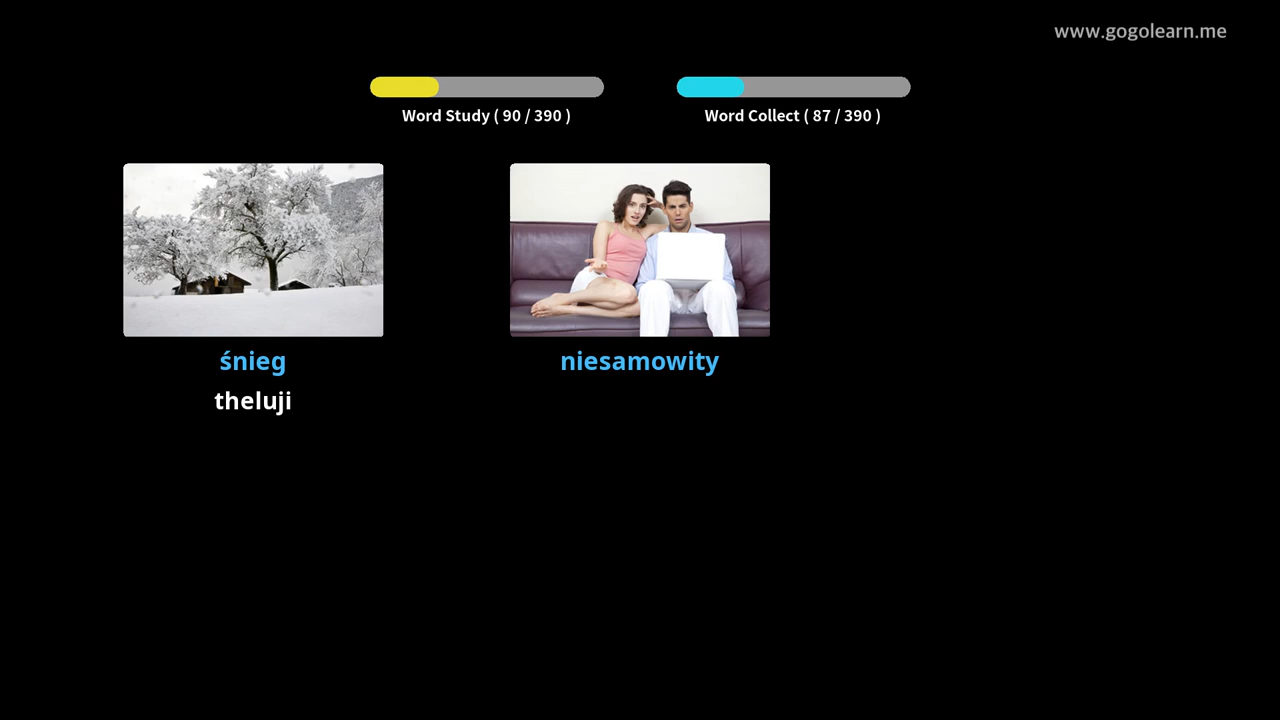 www.gogolearn.me
Word Study ( 90 / 390 )
Word Collect ( 87 / 390 )
śnieg
niesamowity
theluji